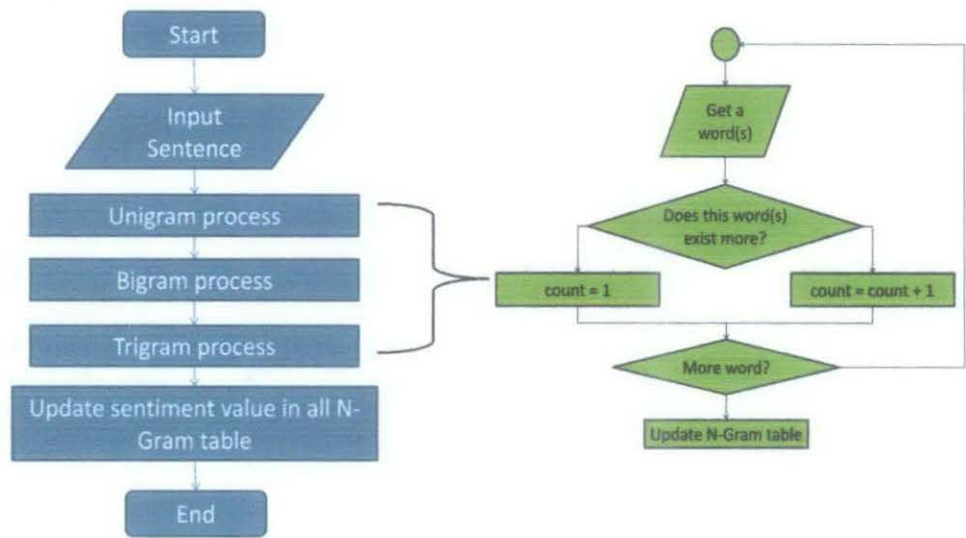 Start
Input
Sentence
Unigram process
Bigram process
Trigram process
Update sentiment value in all N-
Gram table
End
Get a
word(s)
Does this word(s)
exist more?
count = 1
count = count + 1
More word?
Update N-Gram table